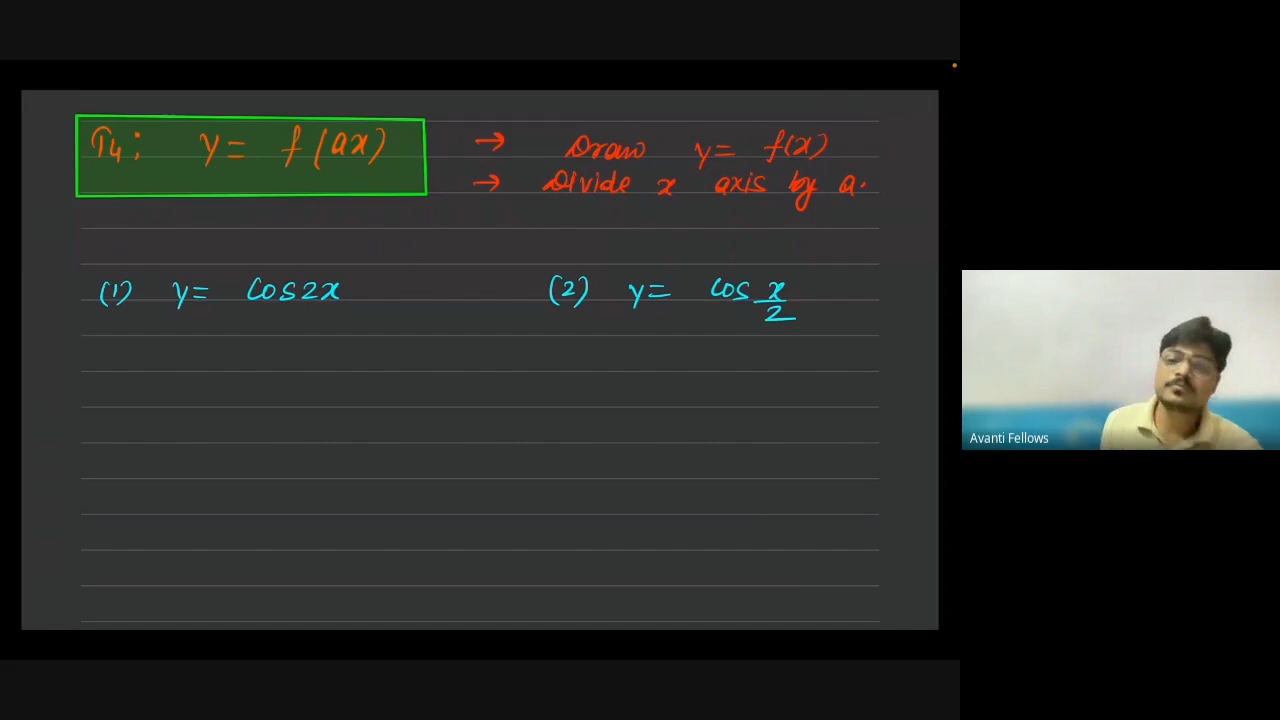 T4: y = f(ax) → Draw y = f(x)
→ Divide x axis by a.
(1) y = cos2x (2) y = cos x/2
Avanti Fellows